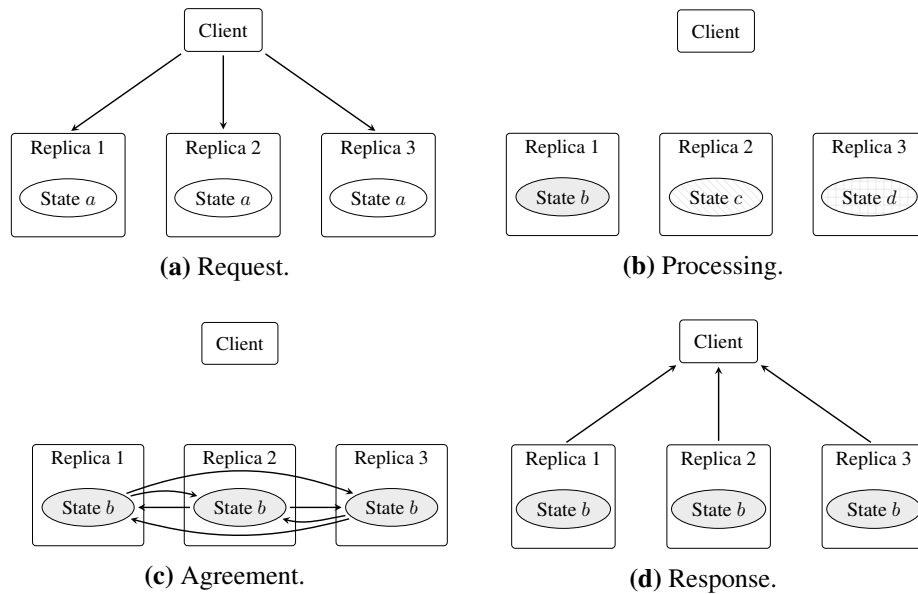 Client
Replica 1 Replica 2 Replica 3
State a State a State a
(a) Request.
Client
Replica 1 Replica 2 Replica 3
State b State c State d
(b) Processing.
Client
Replica 1 Replica 2 Replica 3
State b State b State b
(c) Agreement.
Client
Replica 1 Replica 2 Replica 3
State b State b State b
(d) Response.